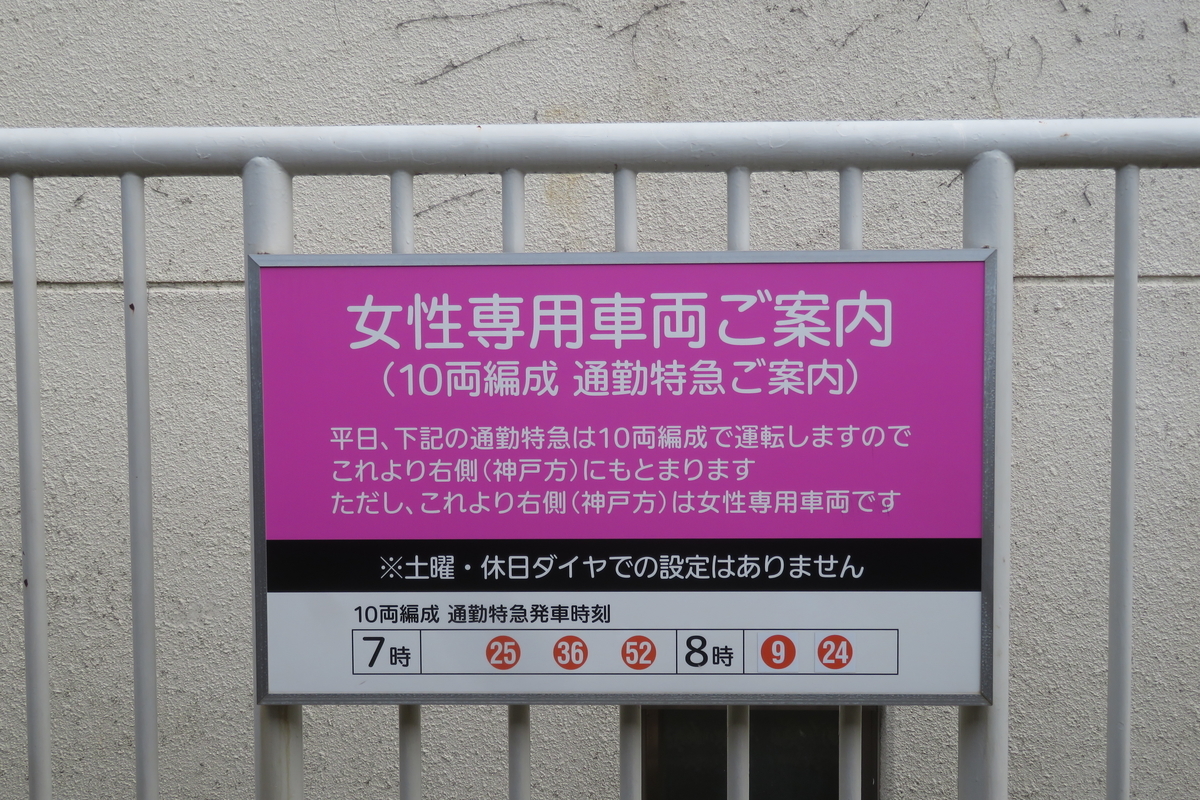 女性専用車両ご案内
（10両編成 通勤特急ご案内）
平日、下記の通勤特急は10両編成で運転しますので
これより右側（神戸方）にもとまります
ただし、これより右側（神戸方）は女性専用車両です
※土曜・休日ダイヤでの設定はありません
10両編成 通勤特急発車時刻
7時 25 36 52 8時 9 24